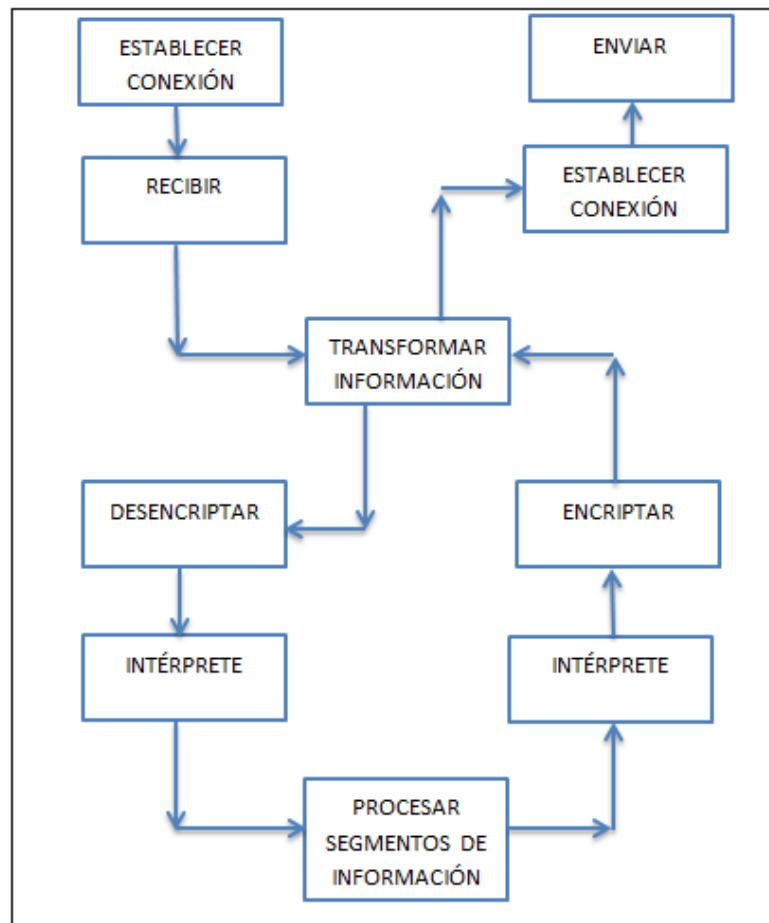 ESTABLECER
CONEXIÓN
ENVIAR
RECIBIR
ESTABLECER
CONEXIÓN
TRANSFORMAR
INFORMACIÓN
DESENCRIPTAR
ENCRIPTAR
INTÉRPRETE
INTÉRPRETE
PROCESAR
SEGMENTOS DE
INFORMACIÓN